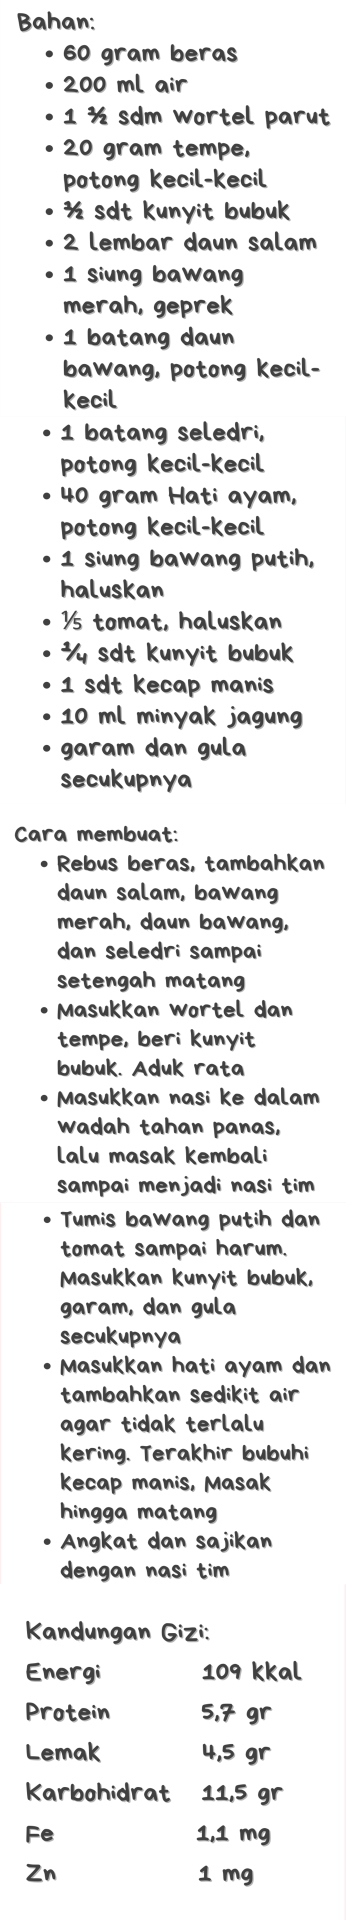 Bahan:
• 60 gram beras
• 200 ml air
• 1 ½ sdm wortel parut
• 20 gram tempe,
potong kecil-kecil
• ½ sdt kunyit bubuk
• 2 lembar daun salam
• 1 siung bawang
merah, geprek
• 1 batang daun
bawang, potong kecil-
kecil
• 1 batang seledri,
potong kecil-kecil
• 40 gram Hati ayam,
potong kecil-kecil
• 1 siung bawang putih,
haluskan
• ⅕ tomat, haluskan
• ¼ sdt kunyit bubuk
• 1 sdt kecap manis
• 10 ml minyak jagung
• garam dan gula
secukupnya
Cara membuat:
• Rebus beras, tambahkan
daun salam, bawang
merah, daun bawang,
dan seledri sampai
setengah matang
• Masukkan wortel dan
tempe, beri kunyit
bubuk. Aduk rata
• Masukkan nasi ke dalam
wadah tahan panas,
lalu masak kembali
sampai menjadi nasi tim
• Tumis bawang putih dan
tomat sampai harum.
Masukkan kunyit bubuk,
garam, dan gula
secukupnya
• Masukkan hati ayam dan
tambahkan sedikit air
agar tidak terlalu
kering. Terakhir bubuhi
kecap manis, Masak
hingga matang
• Angkat dan sajikan
dengan nasi tim
Kandungan Gizi:
Energi 109 kkal
Protein 5,7 gr
Lemak 4,5 gr
Karbohidrat 11,5 gr
Fe 1,1 mg
Zn 1 mg